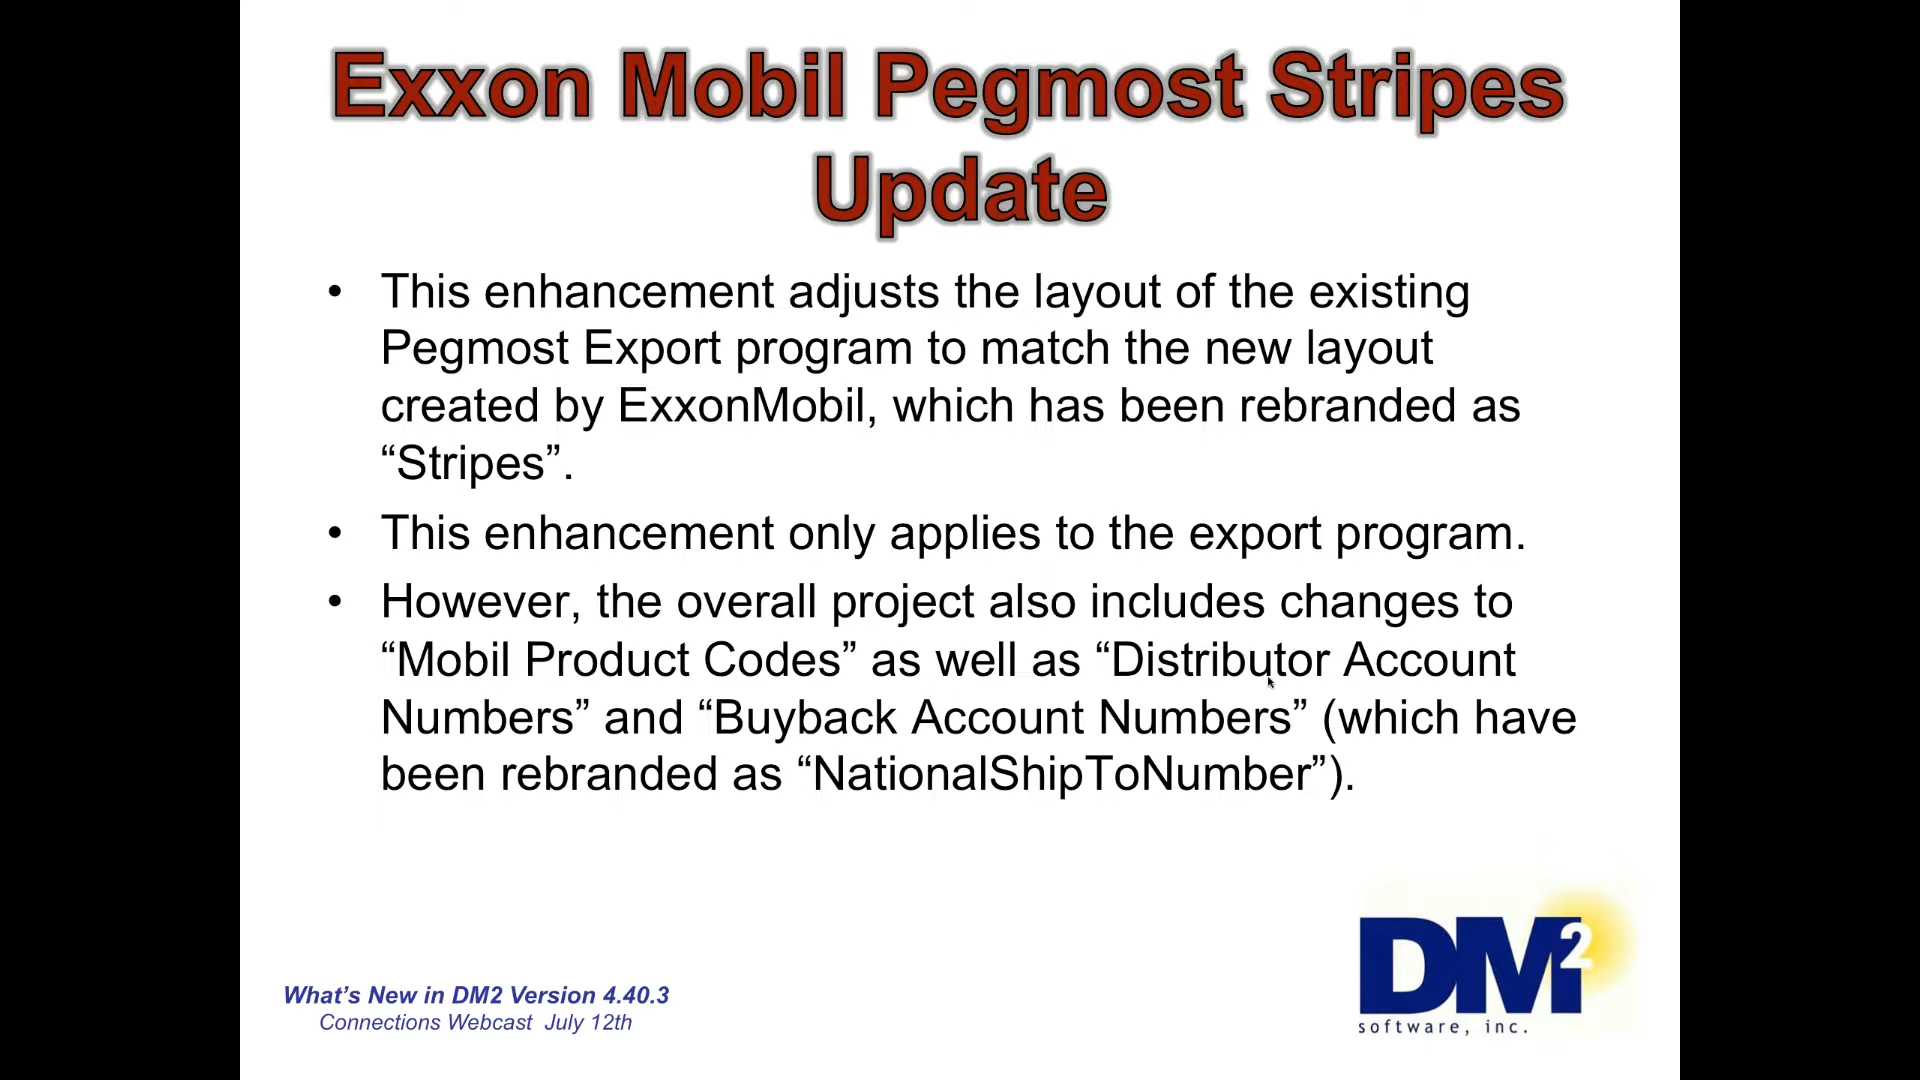 Exxon Mobil Pegmost Stripes
Update
• This enhancement adjusts the layout of the existing
Pegmost Export program to match the new layout
created by ExxonMobil, which has been rebranded as
“Stripes”.
• This enhancement only applies to the export program.
• However, the overall project also includes changes to
“Mobil Product Codes” as well as “Distributor Account
Numbers” and “Buyback Account Numbers” (which have
been rebranded as “NationalShipToNumber”).
What’s New in DM2 Version 4.40.3
Connections Webcast July 12th
DM2
software, inc.